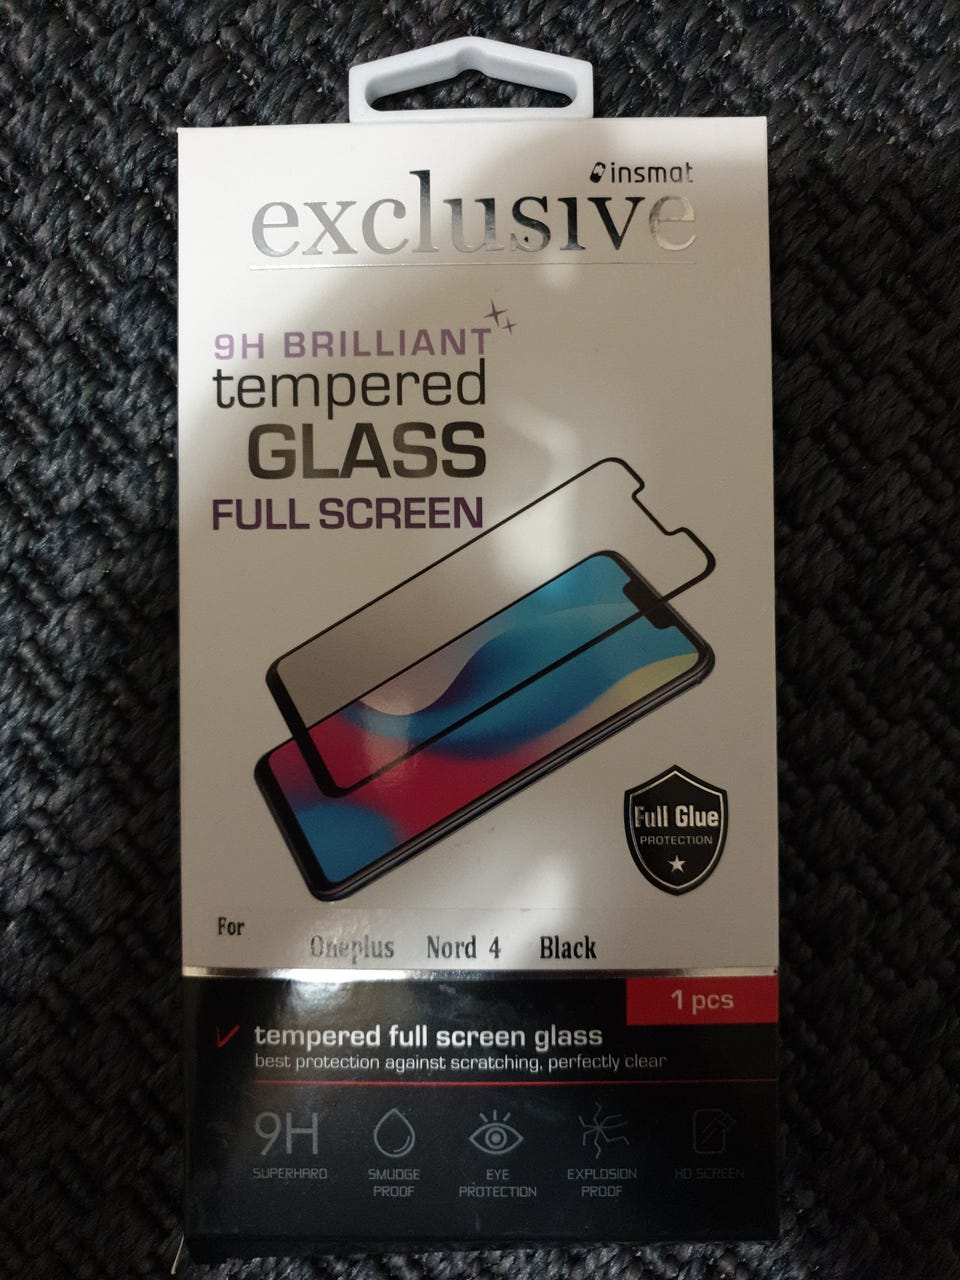 insmat
exclusive
9H BRILLIANT
tempered
GLASS
FULL SCREEN
Full Glue
PROTECTION
For
Oneplus Nord 4 Black
1 pcs
tempered full screen glass
best protection against scratching, perfectly clear
9H
SUPERHARD
SMUDGE
PROOF
EYE
PROTECTION
EXPLOSION
PROOF
HD SCREEN